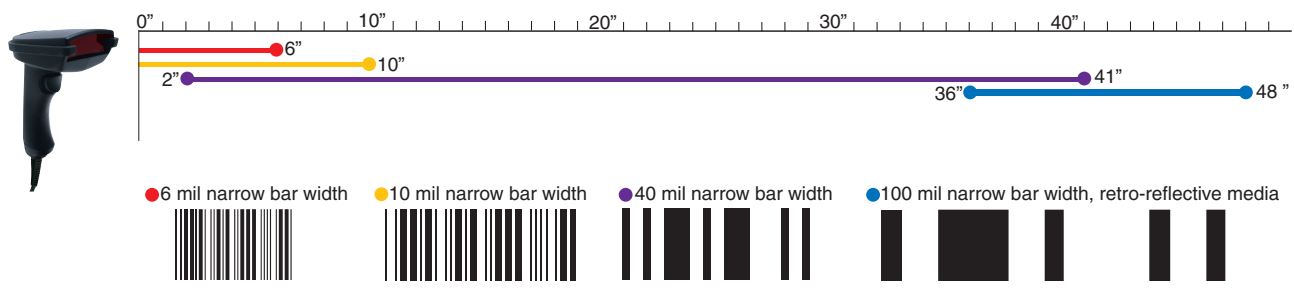 0” 10” 20” 30” 40”
6”
10”
2” 41”
36” 48 ”
6 mil narrow bar width 10 mil narrow bar width 40 mil narrow bar width 100 mil narrow bar width, retro-reflective media